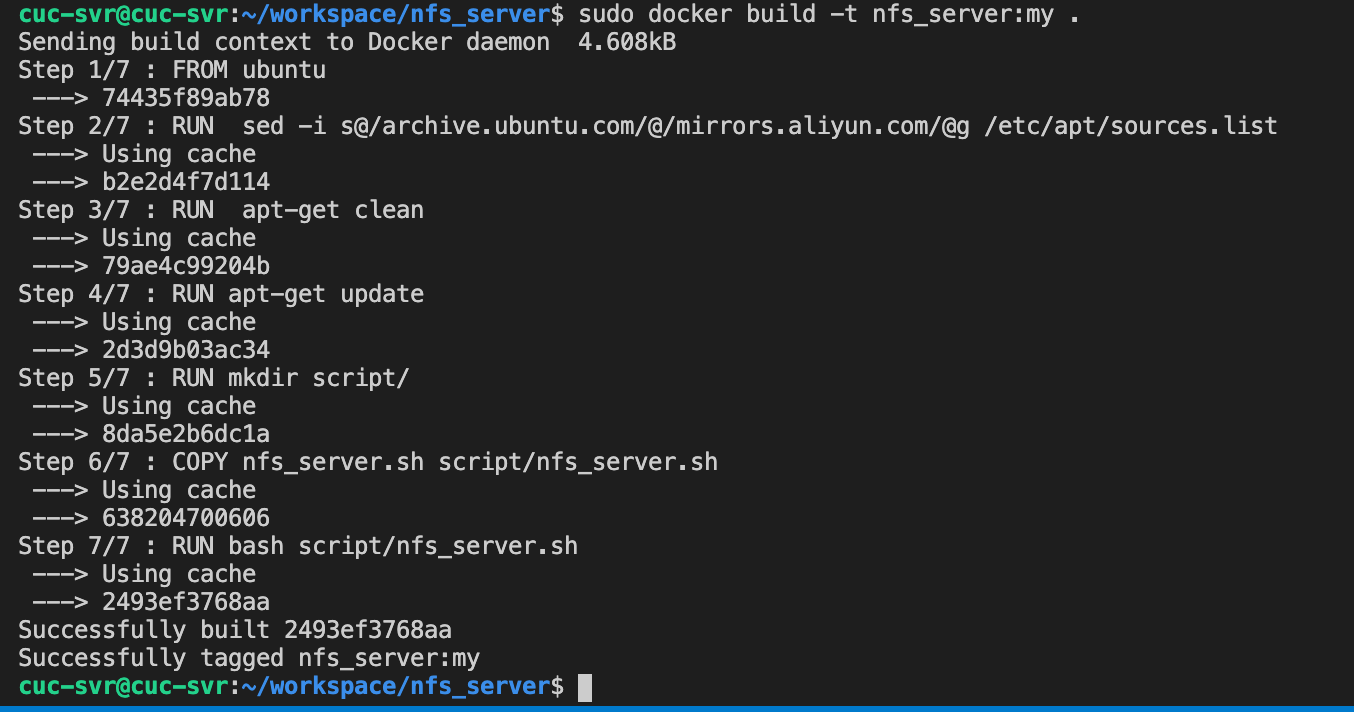 cuc-svr@cuc-svr:~/workspace/nfs_server$ sudo docker build -t nfs_server:my .
Sending build context to Docker daemon  4.608kB
Step 1/7 : FROM ubuntu
 ---> 74435f89ab78
Step 2/7 : RUN  sed -i s@/archive.ubuntu.com/@/mirrors.aliyun.com/@g /etc/apt/sources.list
 ---> Using cache
 ---> b2e2d4f7d114
Step 3/7 : RUN  apt-get clean
 ---> Using cache
 ---> 79ae4c99204b
Step 4/7 : RUN apt-get update
 ---> Using cache
 ---> 2d3d9b03ac34
Step 5/7 : RUN mkdir script/
 ---> Using cache
 ---> 8da5e2b6dc1a
Step 6/7 : COPY nfs_server.sh script/nfs_server.sh
 ---> Using cache
 ---> 638204700606
Step 7/7 : RUN bash script/nfs_server.sh
 ---> Using cache
 ---> 2493ef3768aa
Successfully built 2493ef3768aa
Successfully tagged nfs_server:my
cuc-svr@cuc-svr:~/workspace/nfs_server$